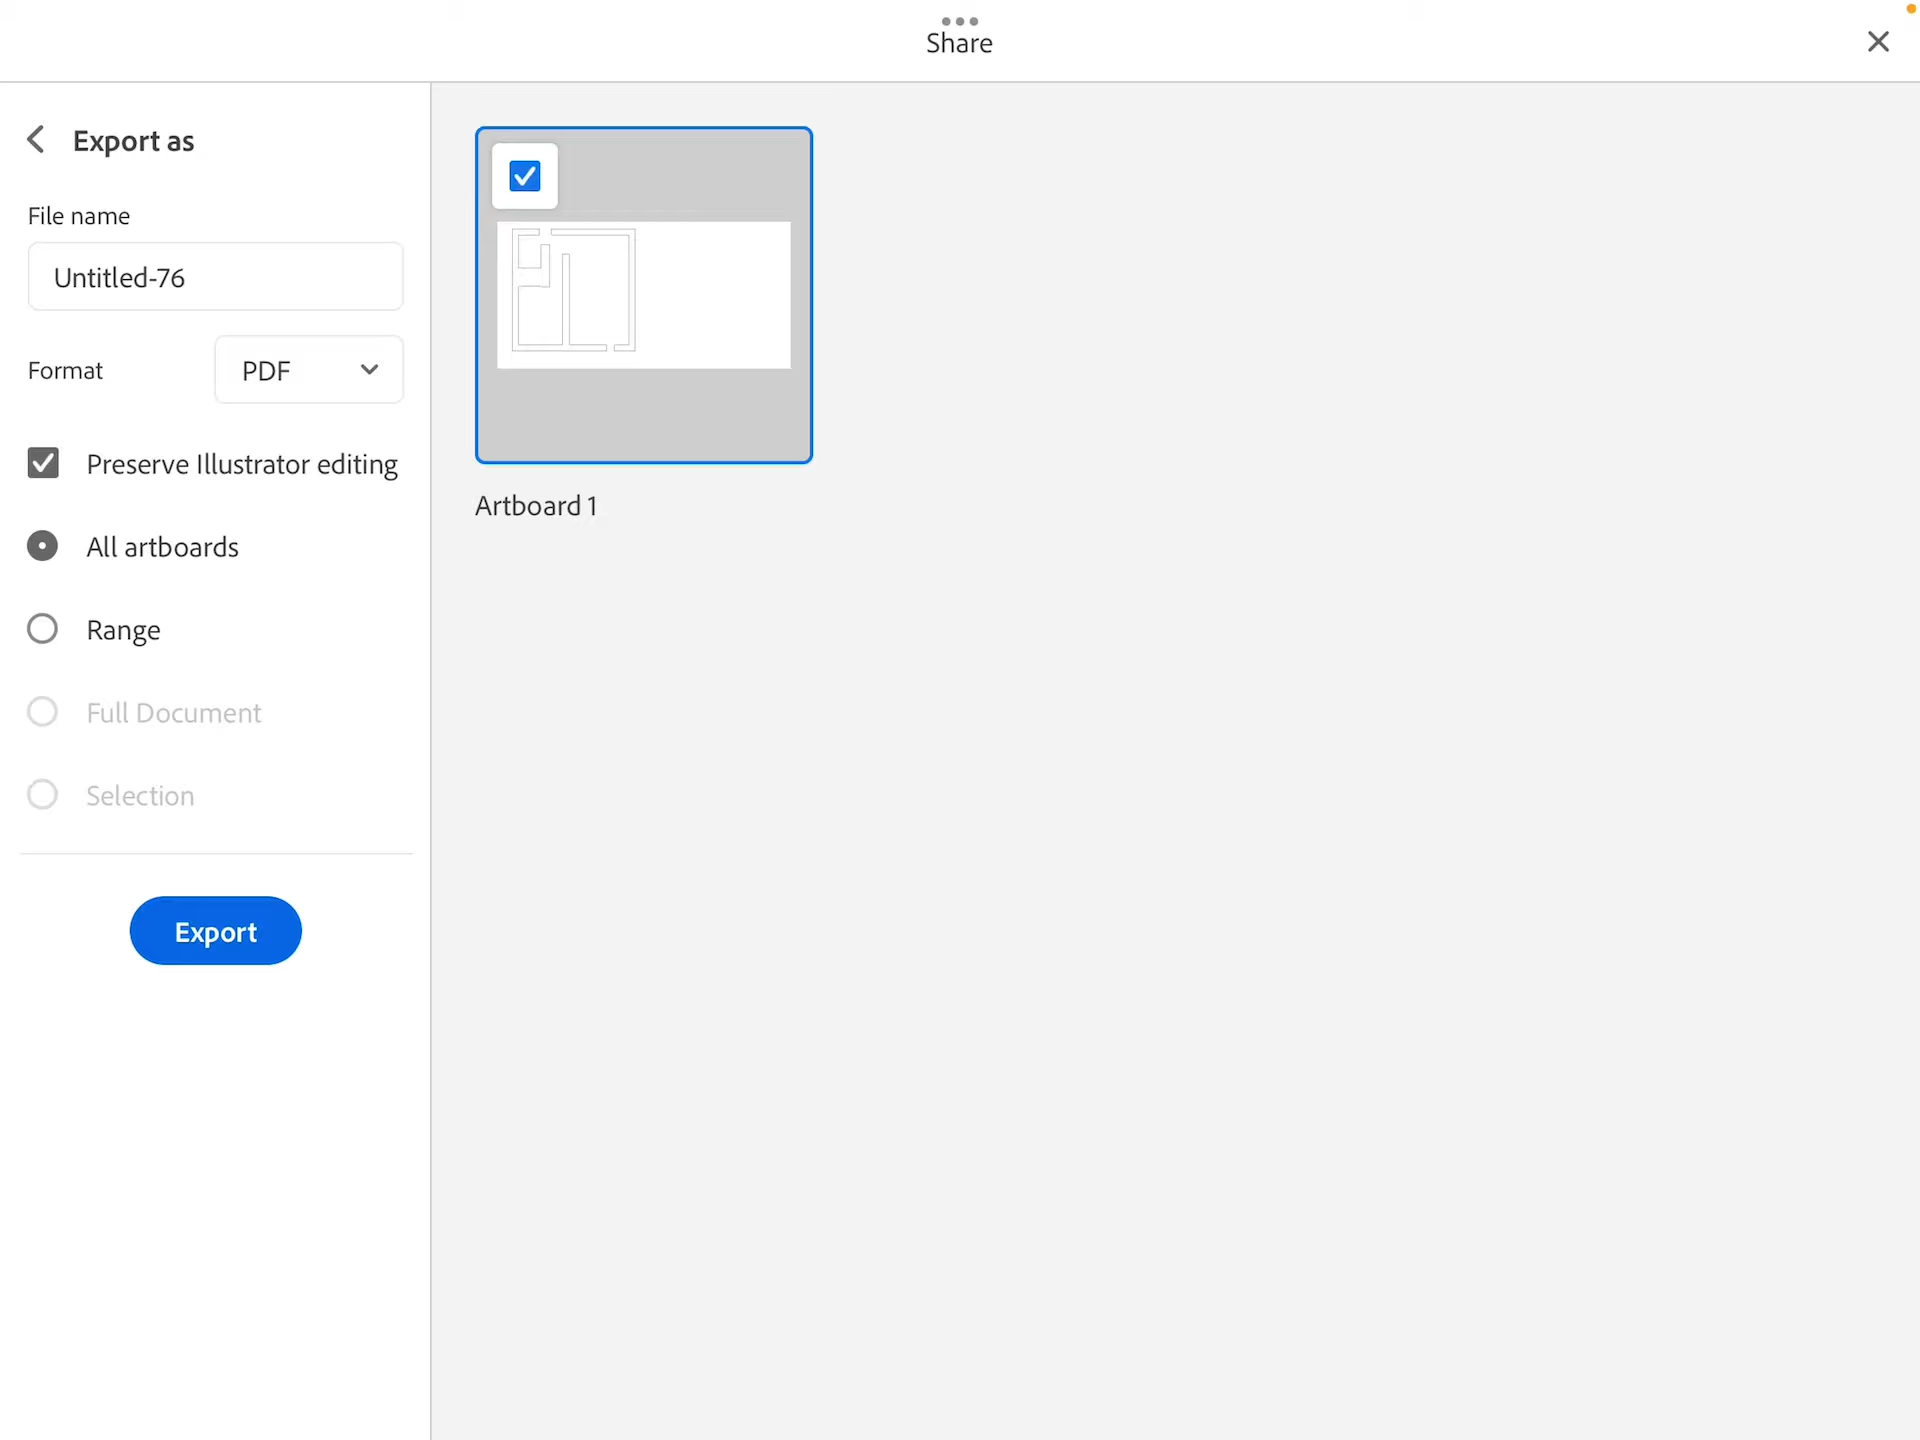 Share
Export as
File name
Untitled-76
Format
PDF
Preserve Illustrator editing
All artboards
Range
Full Document
Selection
Export
Artboard 1